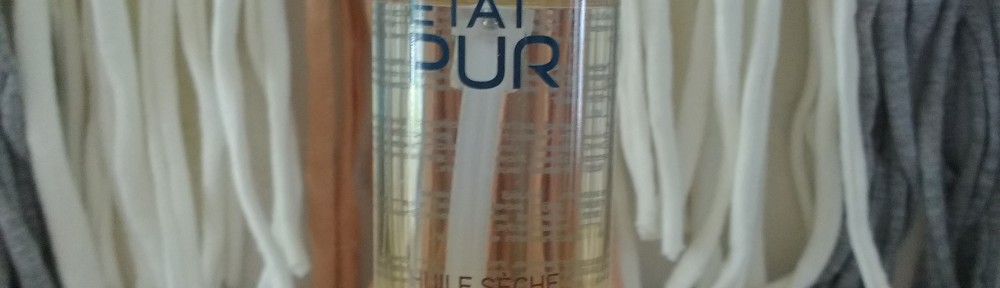 ETAT
PUR
HUILE SÈCHE